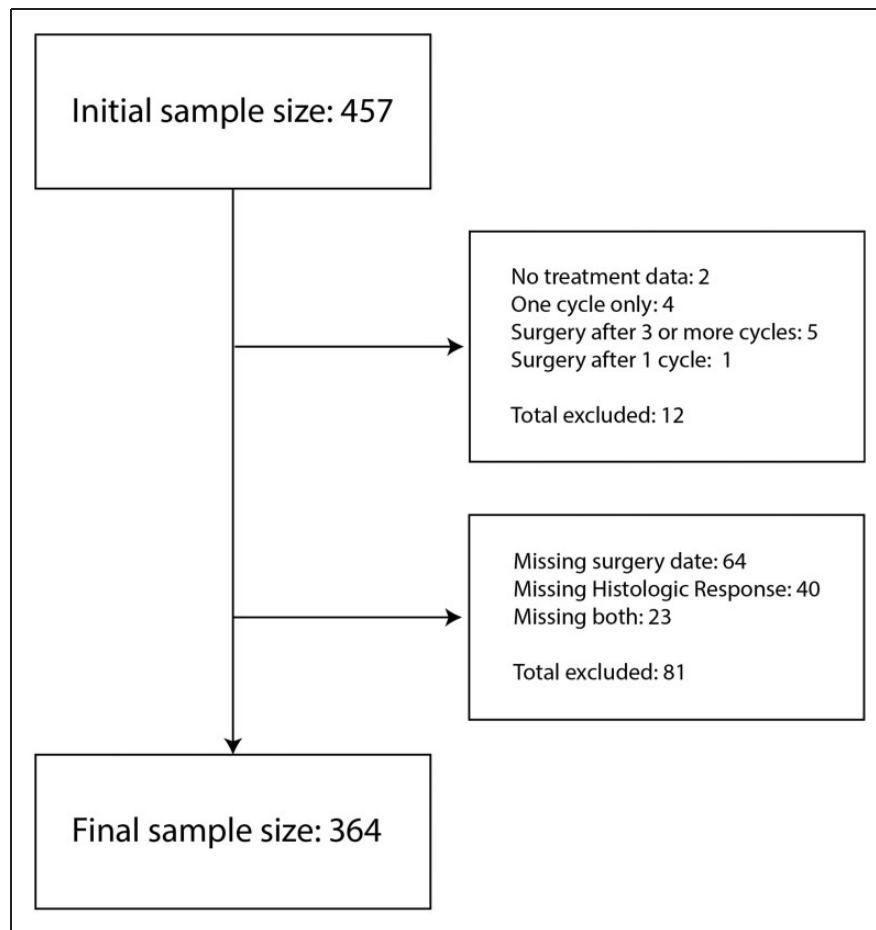 Initial sample size: 457
No treatment data: 2
One cycle only: 4
Surgery after 3 or more cycles: 5
Surgery after 1 cycle: 1
Total excluded: 12
Missing surgery date: 64
Missing Histologic Response: 40
Missing both: 23
Total excluded: 81
Final sample size: 364